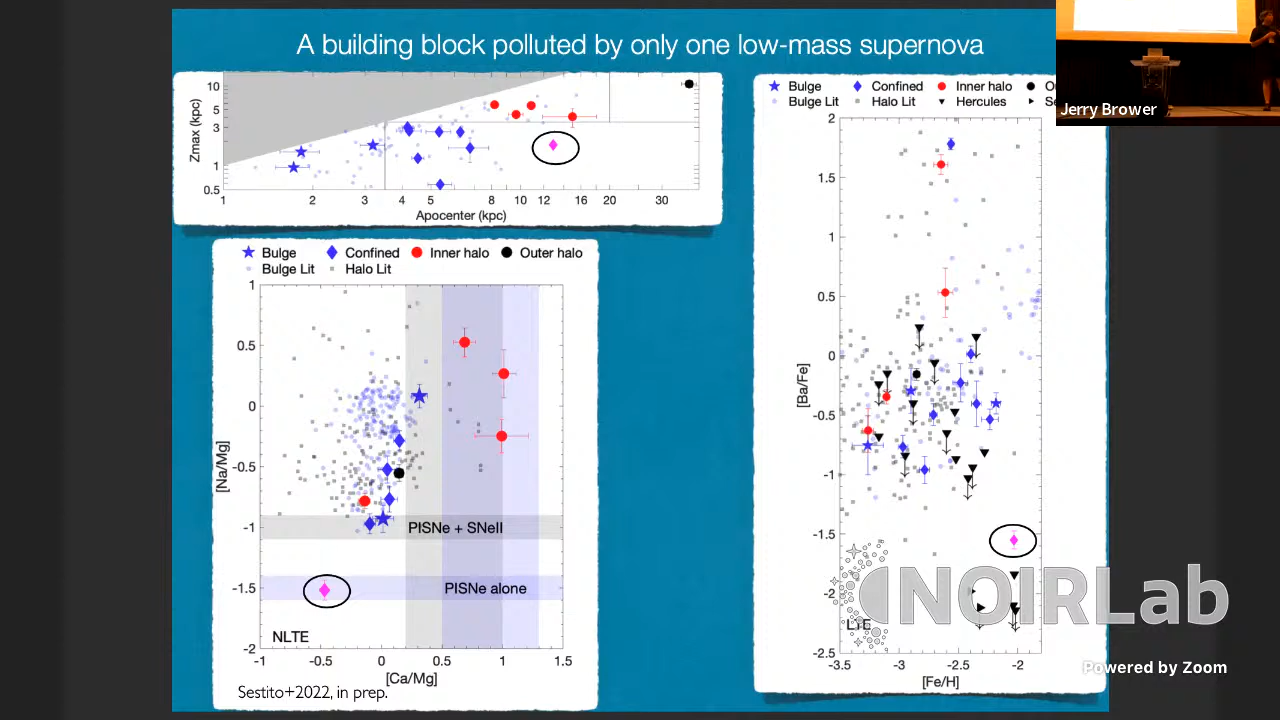 A building block polluted by only one low-mass supernova
10
5
3
1
0.5
Zmax (kpc)
1 2 3 4 5 8 10 12 16 20 30
Apocenter (kpc)
Bulge Confined Inner halo Outer halo
Bulge Lit Halo Lit
1
0.5
0
-0.5
-1
-1.5
-2
[Na/Mg]
PISNe + SNeII
PISNe alone
NLTE
-1 -0.5 0 0.5 1 1.5
[Ca/Mg]
Sestito+2022, in prep.
Bulge Confined Inner halo
Bulge Lit Halo Lit Hercules
2
1.5
1
0.5
0
-0.5
-1
-1.5
-2
-2.5
[Ba/Fe]
LTE
-3.5 -3 -2.5 -2
[Fe/H]
Jerry Brower
NOIRLab
Powered by Zoom